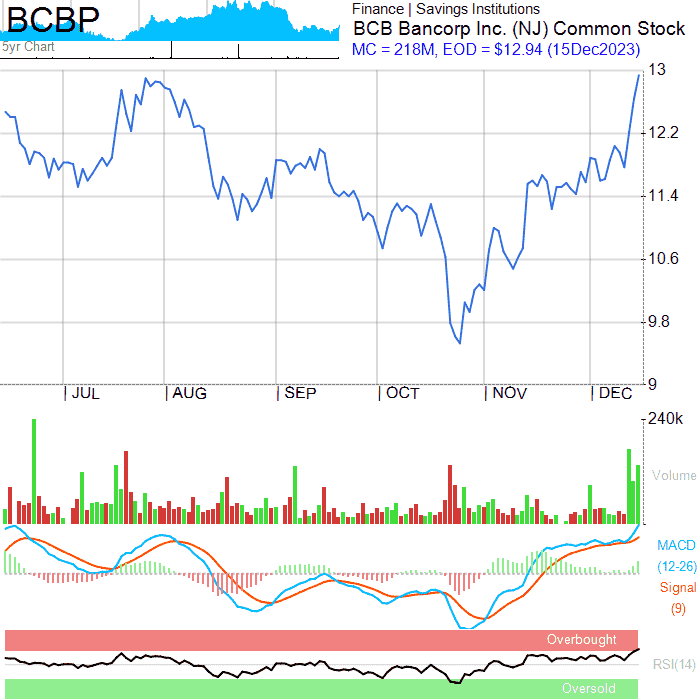 BCBP
5yr Chart
Finance | Savings Institutions
BCB Bancorp Inc. (NJ) Common Stock
MC = 218M, EOD = $12.94 (15Dec2023)
13
12.2
11.4
10.6
9.8
9
| JUL | AUG | SEP | OCT | NOV | DEC
240k
Volume
MACD
(12-26)
Signal
(9)
Overbought
RSI(14)
Oversold